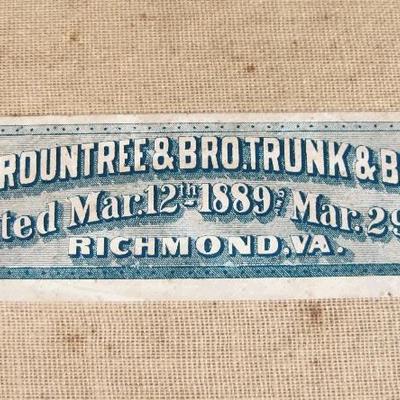 ROUNTREE & BRO. TRUNK & B
ted Mar. 12th 1889 & Mar. 29
RICHMOND, VA.